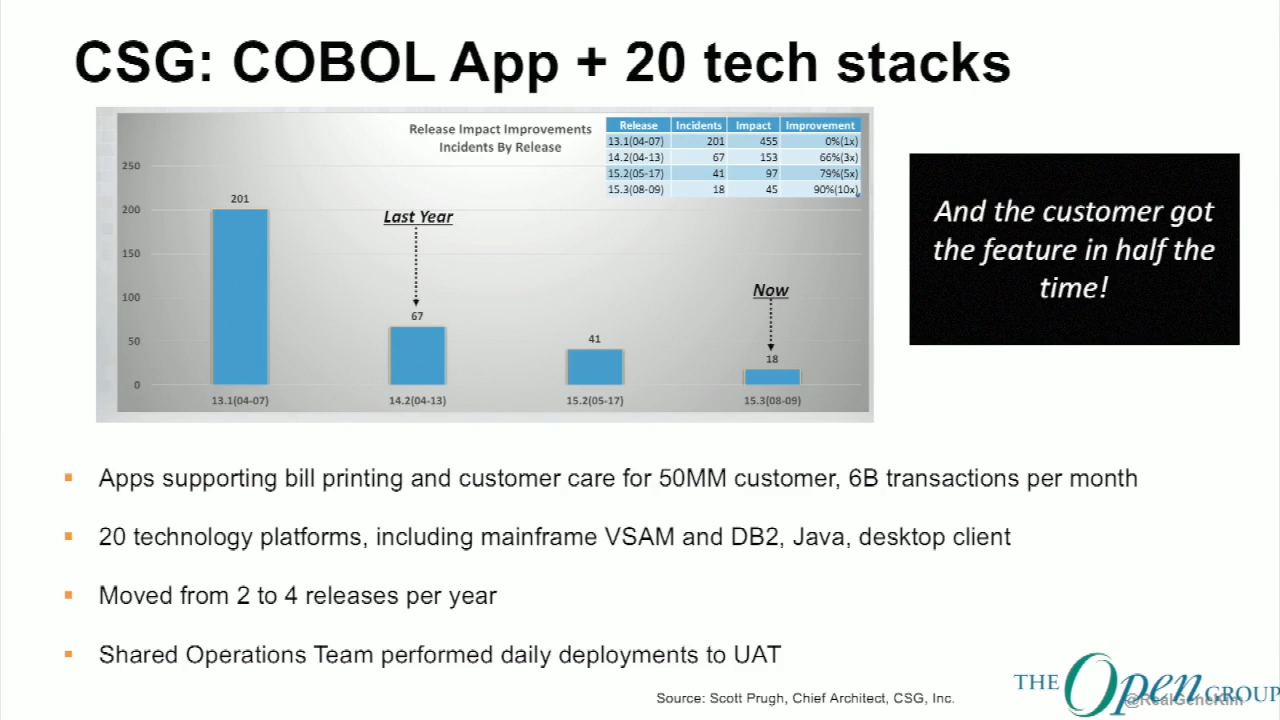 CSG: COBOL App + 20 tech stacks
Release Impact Improvements
Incidents By Release
Release Incidents Impact Improvement
13.1(04-07) 201 455 0%(1x)
14.2(04-13) 67 153 66%(3x)
15.2(05-17) 41 97 79%(5x)
15.3(08-09) 18 45 90%(10x)
250
200
150
100
50
0
201
Last Year
67
41
Now
18
13.1(04-07) 14.2(04-13) 15.2(05-17) 15.3(08-09)
And the customer got
the feature in half the
time!
Apps supporting bill printing and customer care for 50MM customer, 6B transactions per month
20 technology platforms, including mainframe VSAM and DB2, Java, desktop client
Moved from 2 to 4 releases per year
Shared Operations Team performed daily deployments to UAT
Source: Scott Prugh, Chief Architect, CSG, Inc.
THE Open GROUP
@RealGeneKim